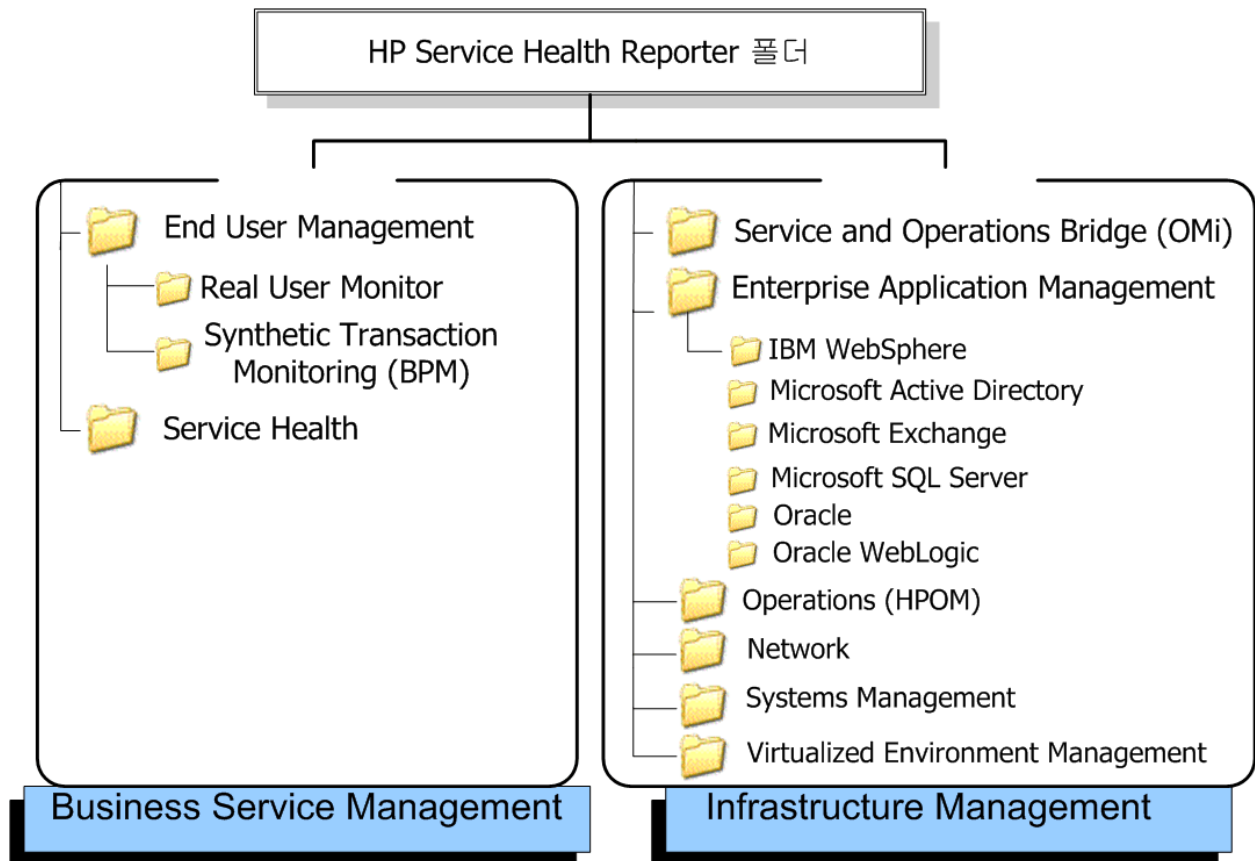 HP Service Health Reporter 폴더
End User Management
Real User Monitor
Synthetic Transaction
Monitoring (BPM)
Service Health
Business Service Management
Service and Operations Bridge (OMi)
Enterprise Application Management
IBM WebSphere
Microsoft Active Directory
Microsoft Exchange
Microsoft SQL Server
Oracle
Oracle WebLogic
Operations (HPOM)
Network
Systems Management
Virtualized Environment Management
Infrastructure Management